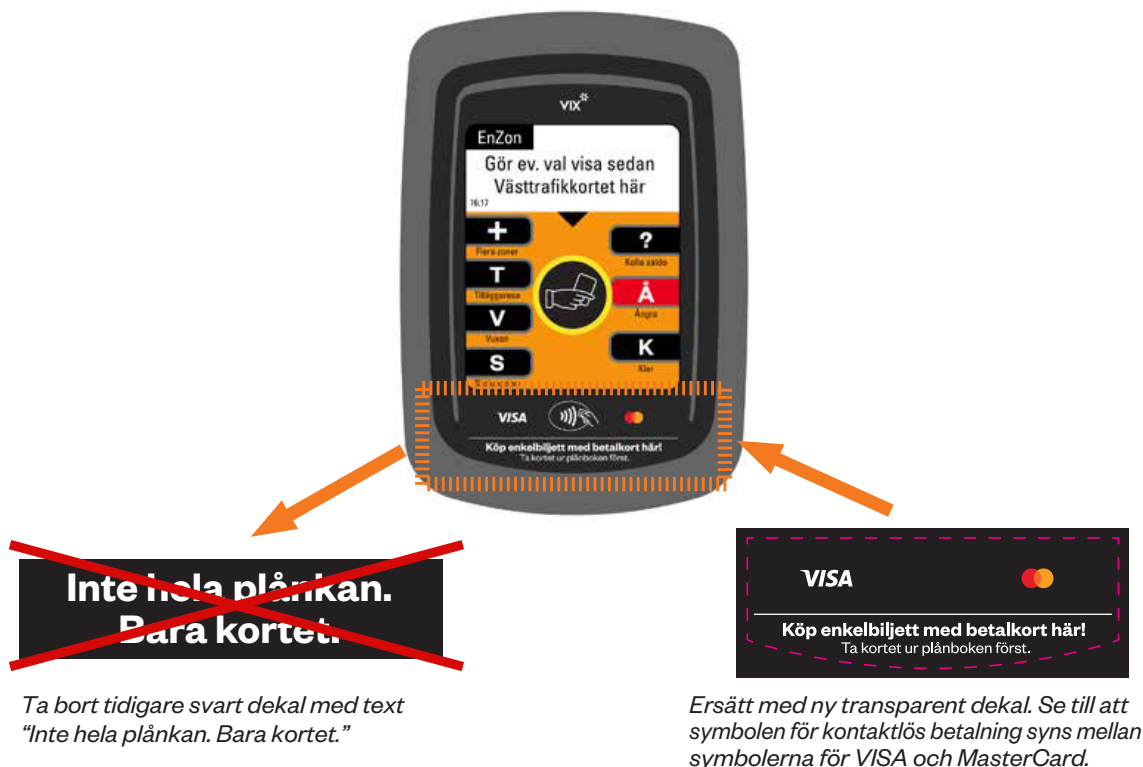 vix
EnZon
Gör ev. val visa sedan
Västtrafikkortet här
16:17
+
Flera zoner
T
Tilläggsresa
V
Vuxen
S
?
Kolla saldo
Å
Ångra
K
Klar
VISA
Köp enkelbiljett med betalkort här!
Ta kortet ur plånboken först.
Inte hela plånkan.
Bara kortet.
VISA
Köp enkelbiljett med betalkort här!
Ta kortet ur plånboken först.
Ta bort tidigare svart dekal med text
“Inte hela plånkan. Bara kortet.”
Ersätt med ny transparent dekal. Se till att
symbolen för kontaktlös betalning syns mellan
symbolerna för VISA och MasterCard.